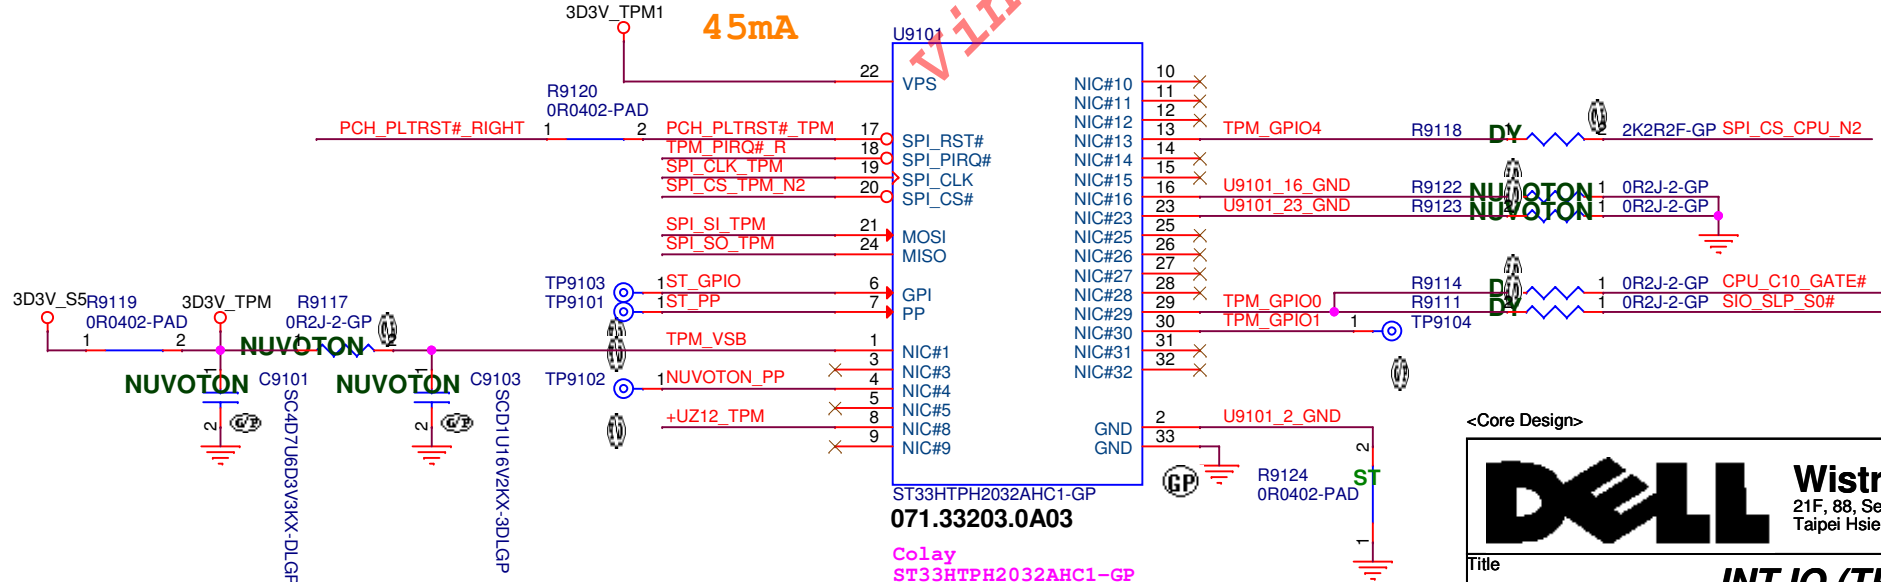 3D3V_TPM1
45mA
U9101
22
VPS
R9120
0R0402-PAD
PCH_PLTRST#_RIGHT
1
2
PCH_PLTRST#_TPM
17
SPI_RST#
TPM_PIRQ#_R
18
SPI_PIRQ#
SPI_CLK_TPM
19
SPI_CLK
SPI_CS_TPM_N2
20
SPI_CS#
SPI_SI_TPM
21
MOSI
SPI_SO_TPM
24
MISO
TP9103
1
ST_GPIO
6
GPI
TP9101
1
ST_PP
7
PP
3D3V_S5
R9119
0R0402-PAD
1
2
3D3V_TPM
R9117
0R2J-2-GP
NUVOTON
1
2
TPM_VSB
1
NIC#1
3
NIC#3
NUVOTON
C9101
1
2
SC4D7U6D3V3KX-DLGP
NUVOTON
C9103
1
2
SCD1U16V2KX-3DLGP
TP9102
1
NUVOTON_PP
4
NIC#4
5
NIC#5
+UZ12_TPM
8
NIC#8
9
NIC#9
NIC#10
10
NIC#11
11
NIC#12
12
NIC#13
13
TPM_GPIO4
R9118
DY
1
2
2K2R2F-GP
SPI_CS_CPU_N2
NIC#14
14
NIC#15
15
NIC#16
16
U9101_16_GND
R9122
NUVOTON
1
0R2J-2-GP
NIC#23
23
U9101_23_GND
R9123
NUVOTON
1
0R2J-2-GP
NIC#25
25
NIC#26
26
NIC#27
27
NIC#28
28
R9114
1
0R2J-2-GP
CPU_C10_GATE#
NIC#29
29
TPM_GPIO0
R9111
DY
1
0R2J-2-GP
SIO_SLP_S0#
NIC#30
30
TPM_GPIO1
1
TP9104
NIC#31
31
NIC#32
32
GND
2
U9101_2_GND
GND
33
GP
R9124
0R0402-PAD
2
ST
1
ST33HTPH2032AHC1-GP
071.33203.0A03
Colay
ST33HTPH2032AHC1-GP
<Core Design>
DELL
Wistr
21F, 88, Se
Taipei Hsie
Title